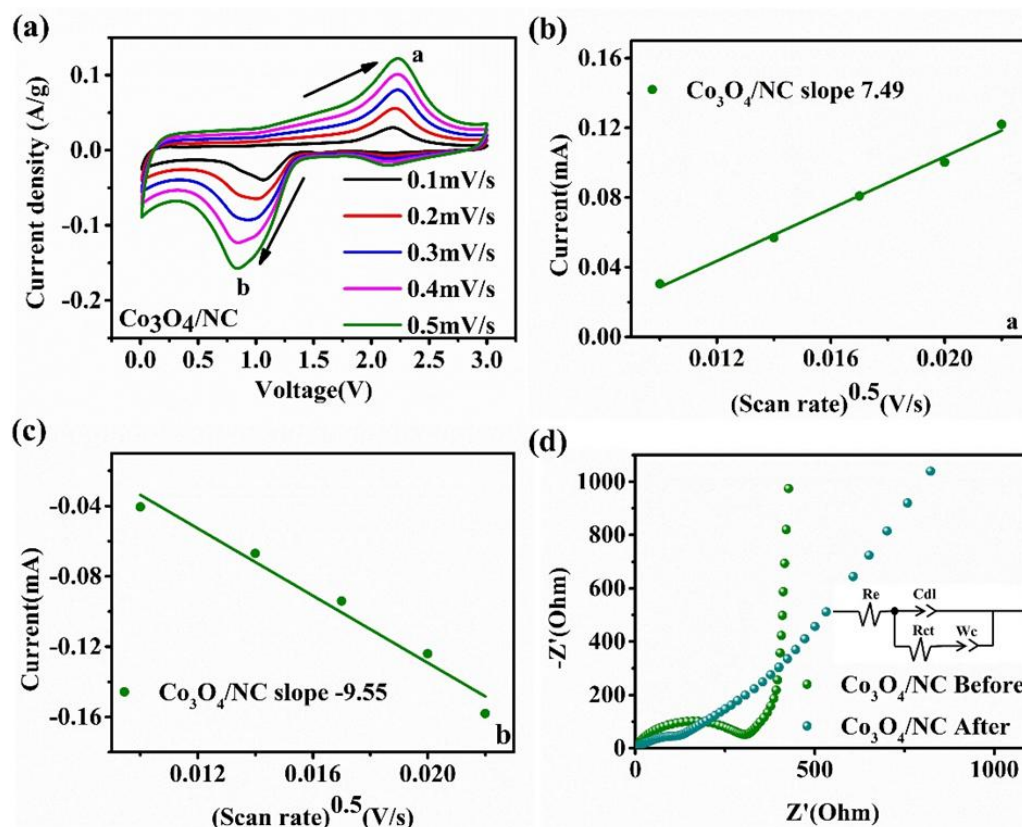 (a)
0.1
0.0
-0.1
-0.2
Current density (A/g)
a
b
0.1mV/s
0.2mV/s
0.3mV/s
0.4mV/s
0.5mV/s
Co₃O₄/NC
0.0 0.5 1.0 1.5 2.0 2.5 3.0
Voltage(V)
(b)
0.16
0.12
0.08
0.04
0.00
Current(mA)
Co₃O₄/NC slope 7.49
a
0.012 0.016 0.020
(Scan rate)^0.5(V/s)
(c)
-0.04
-0.08
-0.12
-0.16
Current(mA)
Co₃O₄/NC slope -9.55
b
0.012 0.016 0.020
(Scan rate)^0.5(V/s)
(d)
1000
800
600
400
200
0
-Z'(Ohm)
Re Cdl
Rct Wc
Co₃O₄/NC Before
Co₃O₄/NC After
0 500 1000
Z'(Ohm)